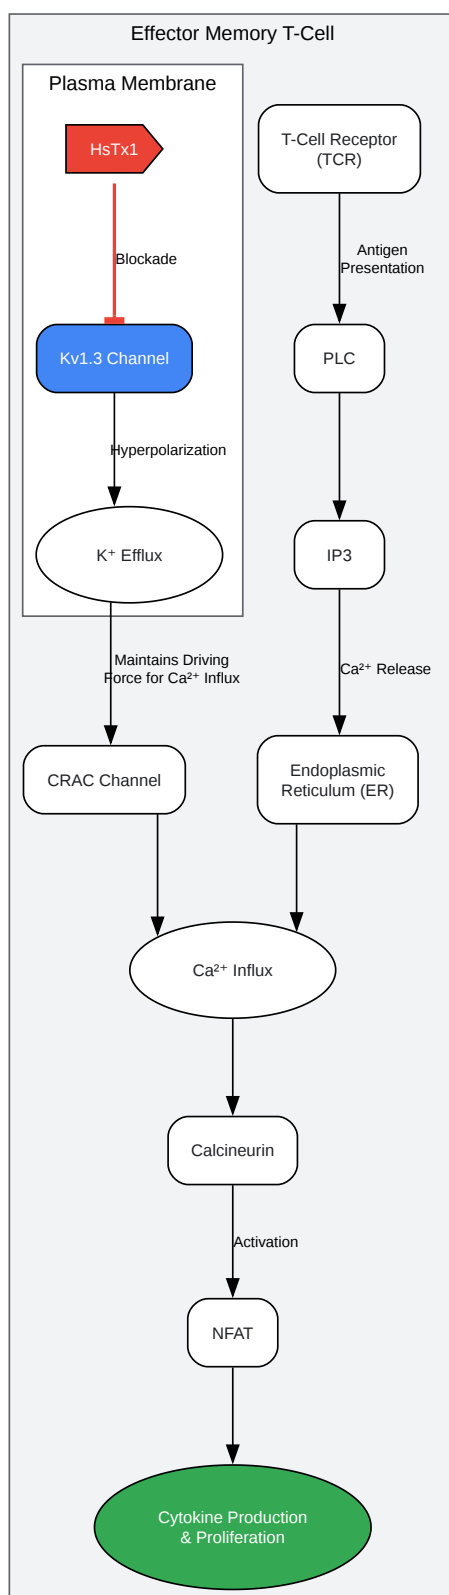 Effector Memory T-Cell
Plasma Membrane
HsTx1
T-Cell Receptor
(TCR)
Blockade
Antigen
Presentation
Kv1.3 Channel
PLC
Hyperpolarization
K⁺ Efflux
IP3
Maintains Driving
Force for Ca²⁺ Influx
Ca²⁺ Release
CRAC Channel
Endoplasmic
Reticulum (ER)
Ca²⁺ Influx
Calcineurin
Activation
NFAT
Cytokine Production
& Proliferation